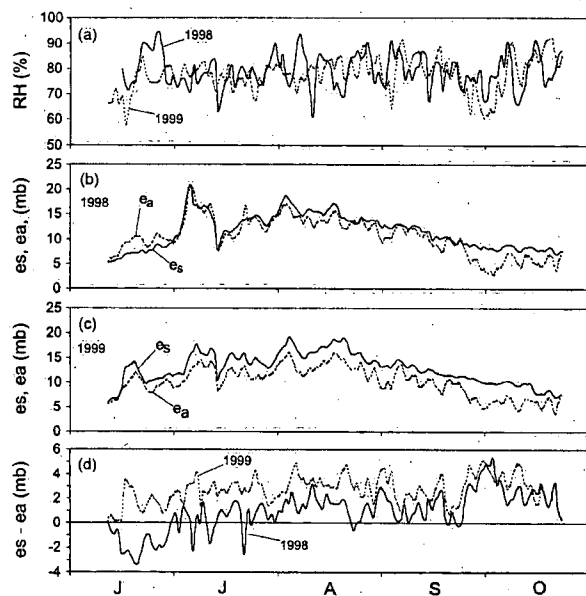 100
90
80
70
60
50
RH (%)
(a)
1998
1999
25
20
15
10
5
0
es, ea, (mb)
(b)
1998
ea
es
25
20
15
10
5
0
es, ea (mb)
(c)
1999
es
ea
6
4
2
0
-2
-4
es - ea (mb)
(d)
1999
1998
J
J
A
S
O